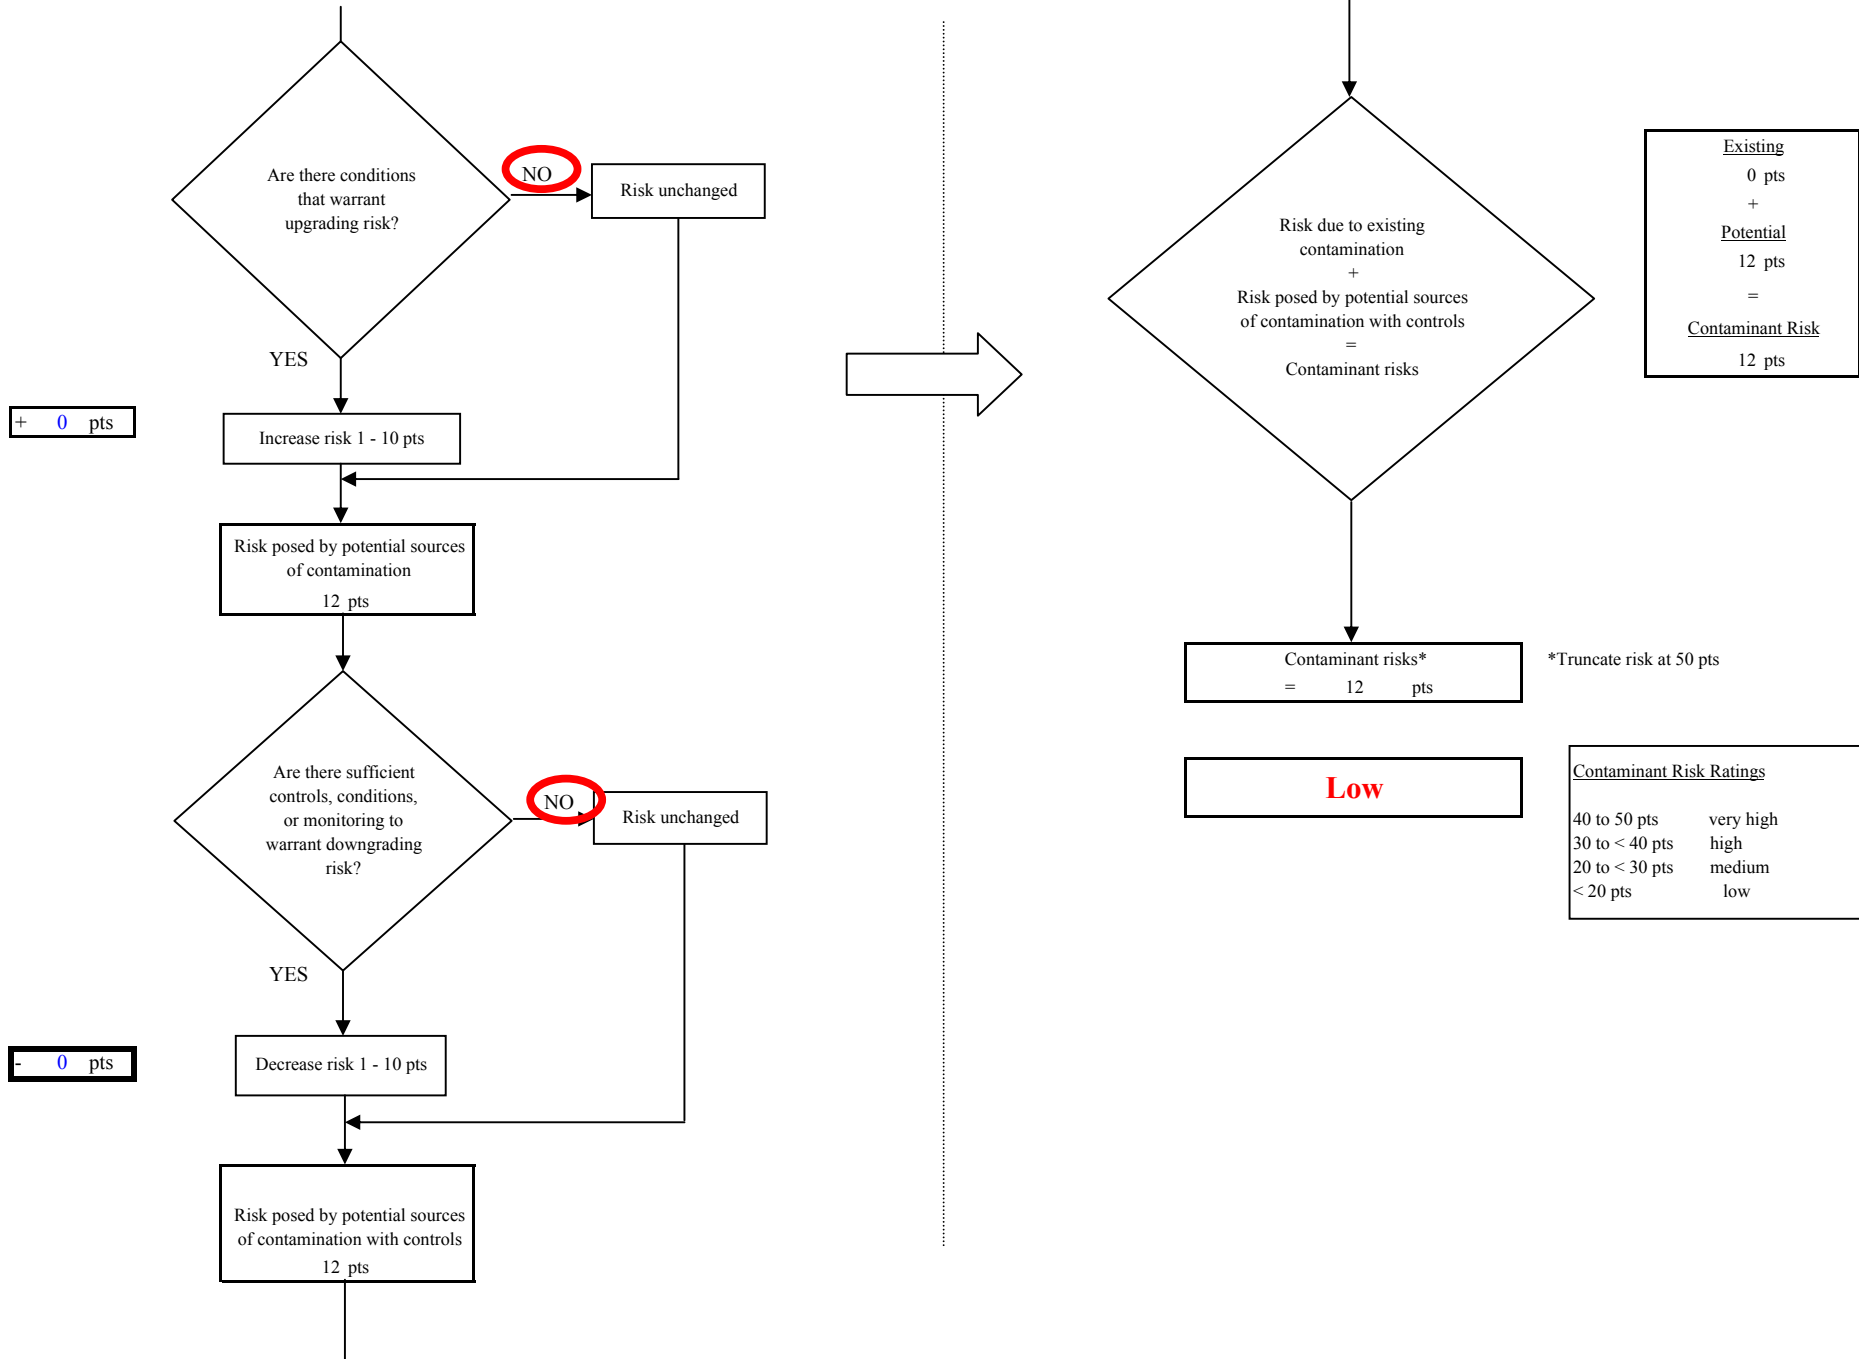 Are there conditions
that warrant
upgrading risk?
NO
Risk unchanged
YES
+ 0 pts
Increase risk 1 - 10 pts
Risk posed by potential sources
of contamination
12 pts
Are there sufficient
controls, conditions,
or monitoring to
warrant downgrading
risk?
NO
Risk unchanged
YES
- 0 pts
Decrease risk 1 - 10 pts
Risk posed by potential sources
of contamination with controls
12 pts
Risk due to existing
contamination
+
Risk posed by potential sources
of contamination with controls
=
Contaminant risks
Existing
0 pts
+
Potential
12 pts
=
Contaminant Risk
12 pts
Contaminant risks*
= 12 pts
*Truncate risk at 50 pts
Low
Contaminant Risk Ratings
40 to 50 pts very high
30 to < 40 pts high
20 to < 30 pts medium
< 20 pts low